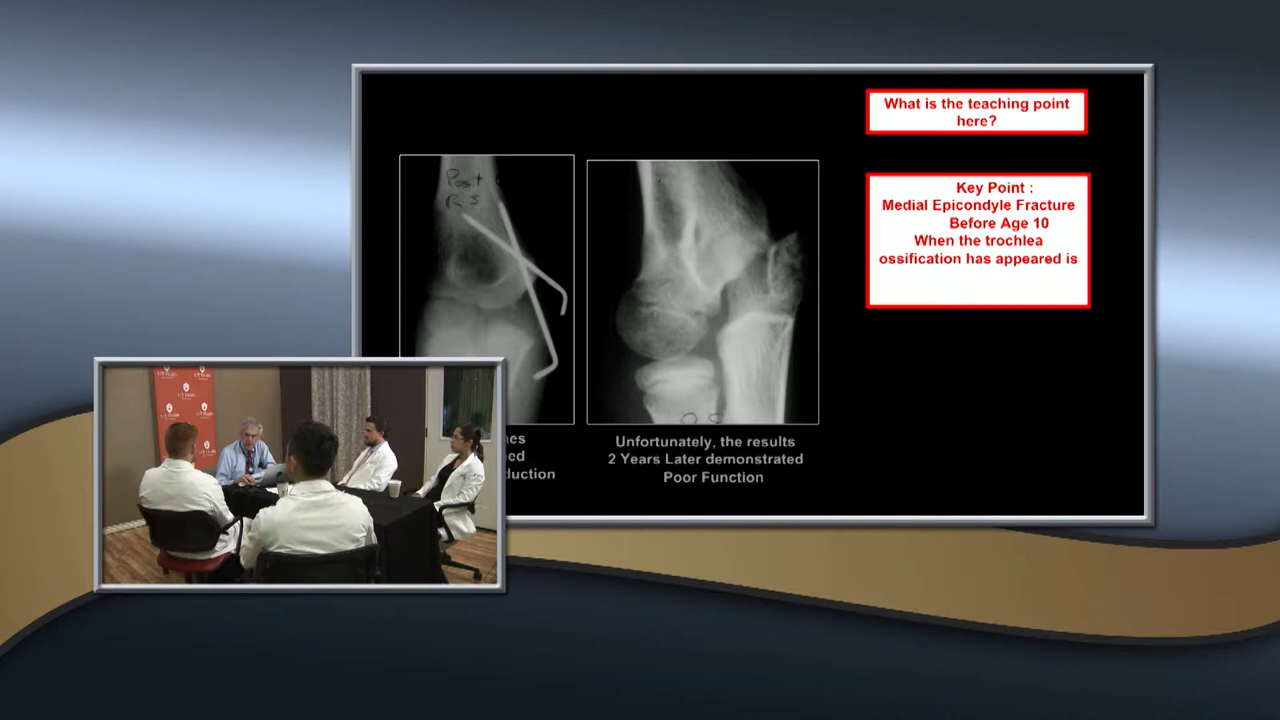 What is the teaching point
here?
Key Point :
Medial Epicondyle Fracture
Before Age 10
When the trochlea
ossification has appeared is
Post
R S
Unfortunately, the results
2 Years Later demonstrated
Poor Function